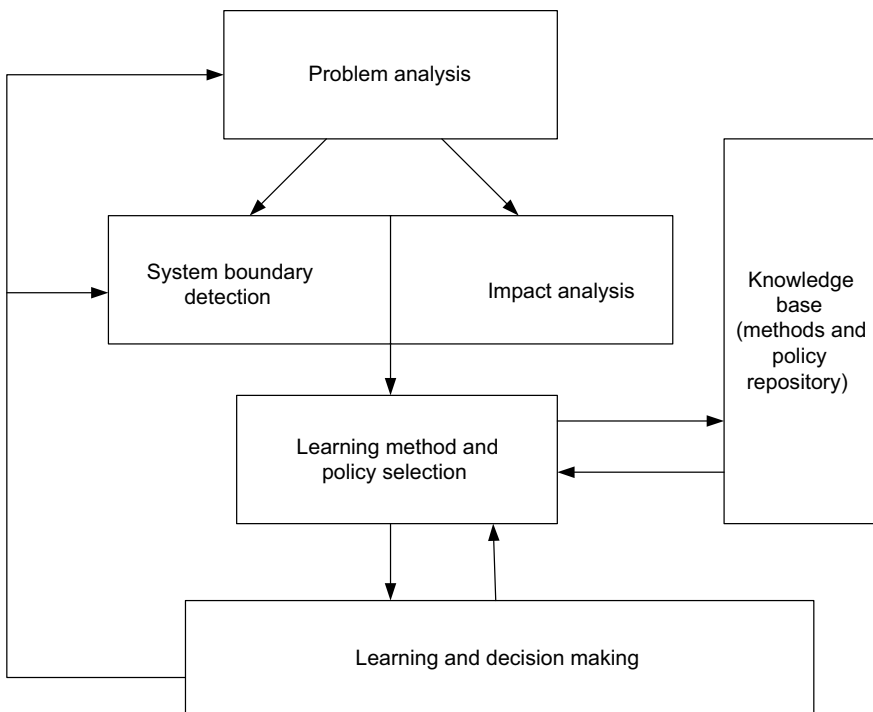 Problem analysis
System boundary
detection
Impact analysis
Knowledge
base
(methods and
policy
repository)
Learning method and
policy selection
Learning and decision making